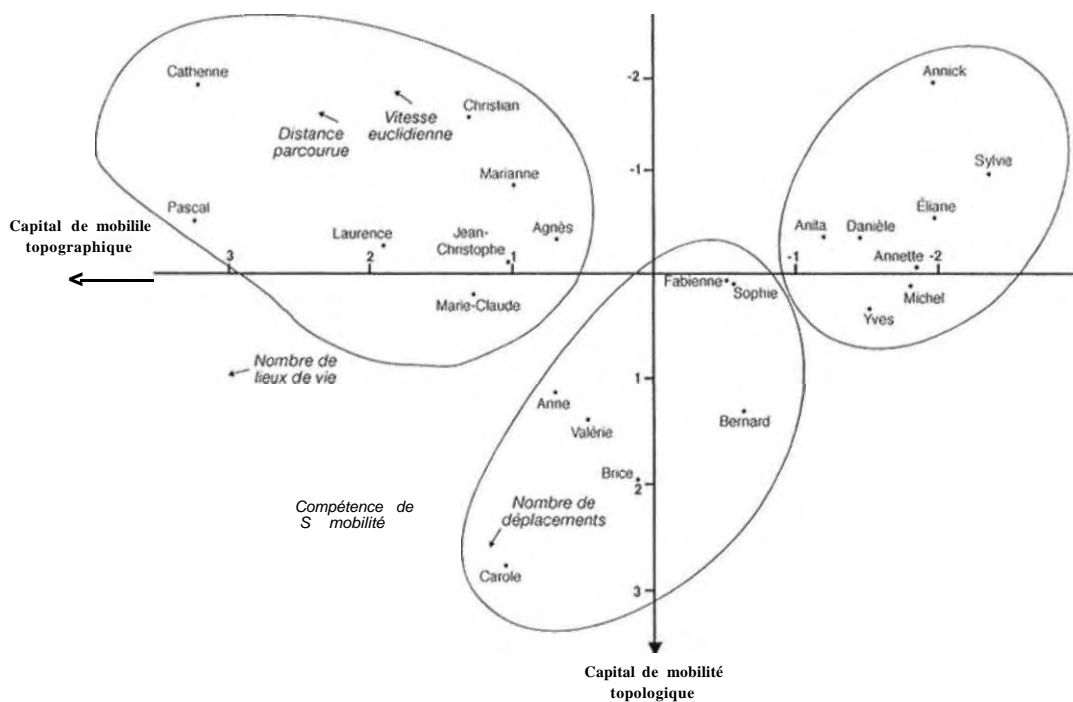 Catherine
Christian
Vitesse
euclidienne
Distance
parcourue
Marianne
Pascal
Capital de mobilile
topographique
Laurence
Jean-
Christophe
Agnès
3
2
1
Marie-Claude
Nombre de
lieux de vie
-2
Annick
-1
Sylvie
Éliane
Anita
Danièle
Annette
-1
-2
Michel
Yves
Fabienne
Sophie
1
Anne
Valérie
Bernard
Brice
2
Compétence de
S mobilité
Nombre de
déplacements
Carole
3
Capital de mobilité
topologique